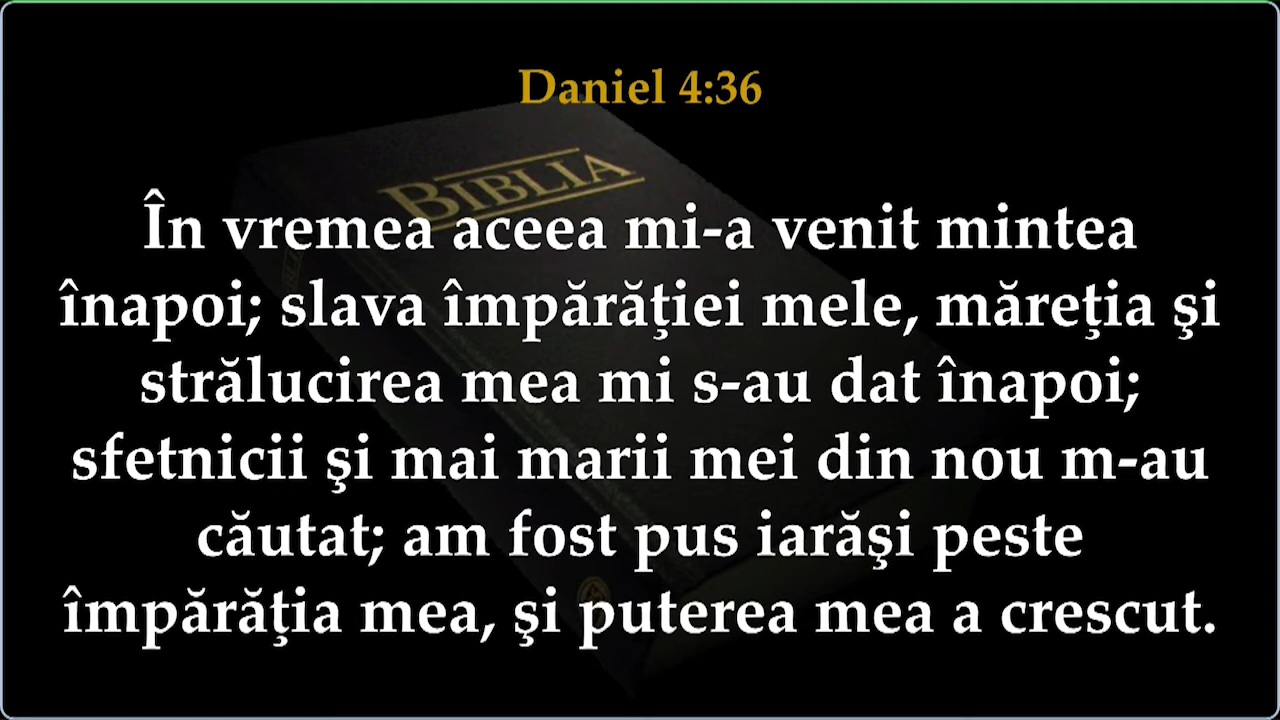 Daniel 4:36
BIBLIA
În vremea aceea mi-a venit mintea
înapoi; slava împărăţiei mele, măreţia şi
strălucirea mea mi s-au dat înapoi;
sfetnicii şi mai marii mei din nou m-au
căutat; am fost pus iarăşi peste
împărăţia mea, şi puterea mea a crescut.